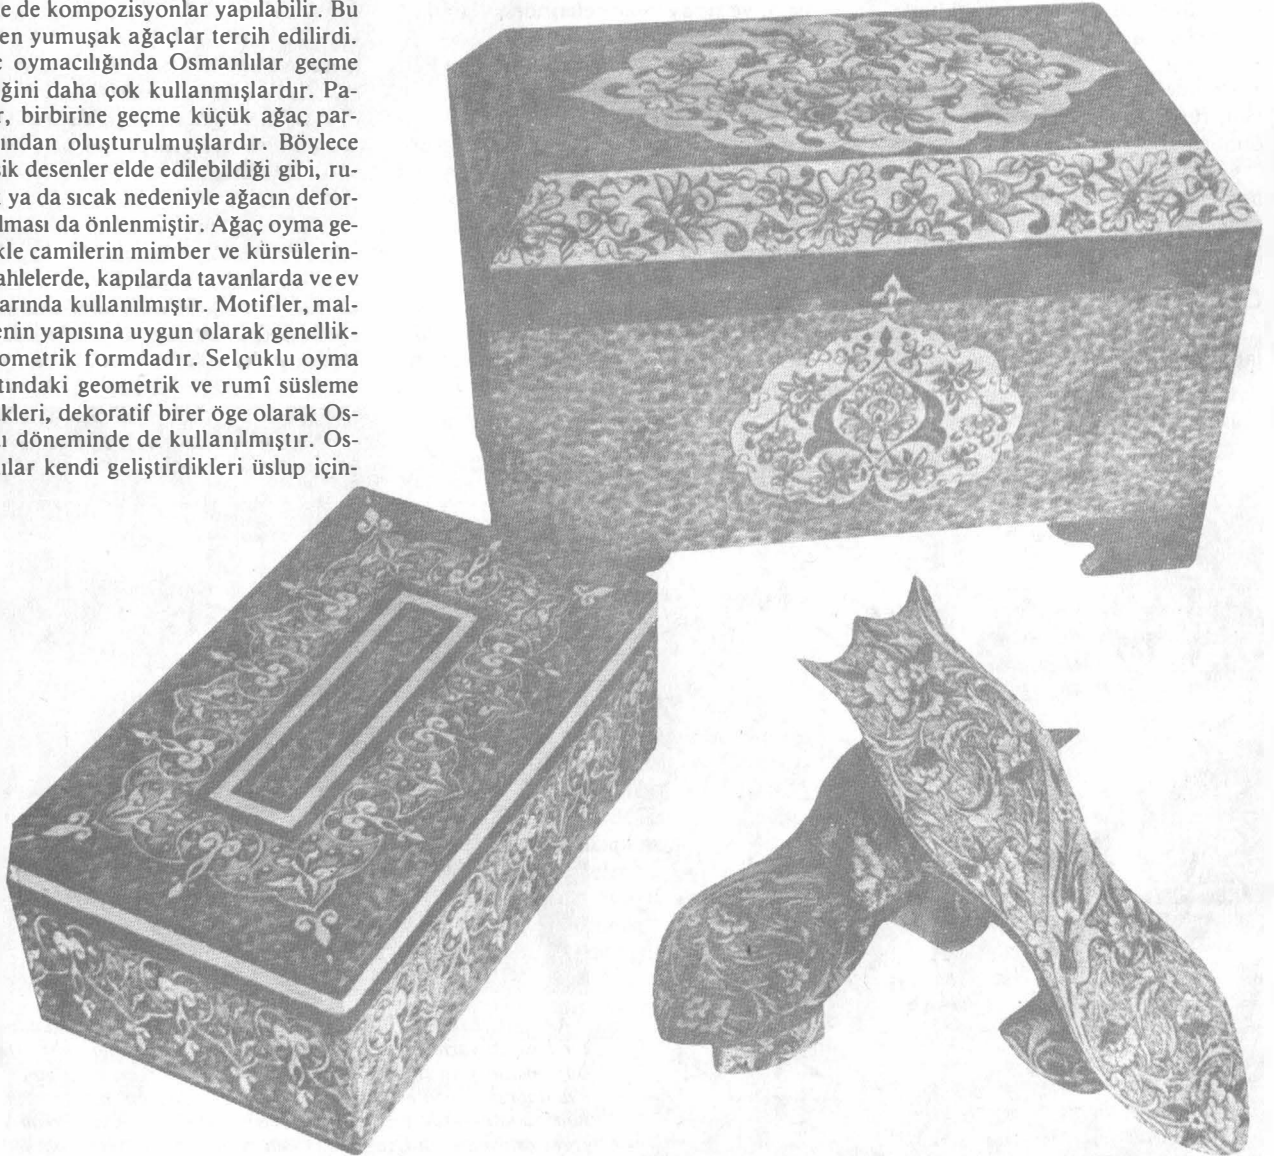 e de kompozisyonlar yapılabilir. Bu
en yumuşak ağaçlar tercih edilirdi.
oymacılığında Osmanlılar geçme
ğini daha çok kullanmışlardır. Pa-
r, birbirine geçme küçük ağaç par-
ından oluşturulmuşlardır. Böylece
ik desenler elde edilebildiği gibi, ru-
ya da sıcak nedeniyle ağacın defor-
lması da önlenmiştir. Ağaç oyma ge-
kle camilerin mimber ve kürsülerin-
ahlelerde, kapılarda tavanlarda ve ev
larında kullanılmıştır. Motifler, mal-
enin yapısına uygun olarak genellik-
ometrik formdadır. Selçuklu oyma
tındaki geometrik ve rumî süsleme
ikleri, dekoratif birer öge olarak Os-
ı döneminde de kullanılmıştır. Os-
ılar kendi geliştirdikleri üslup için-